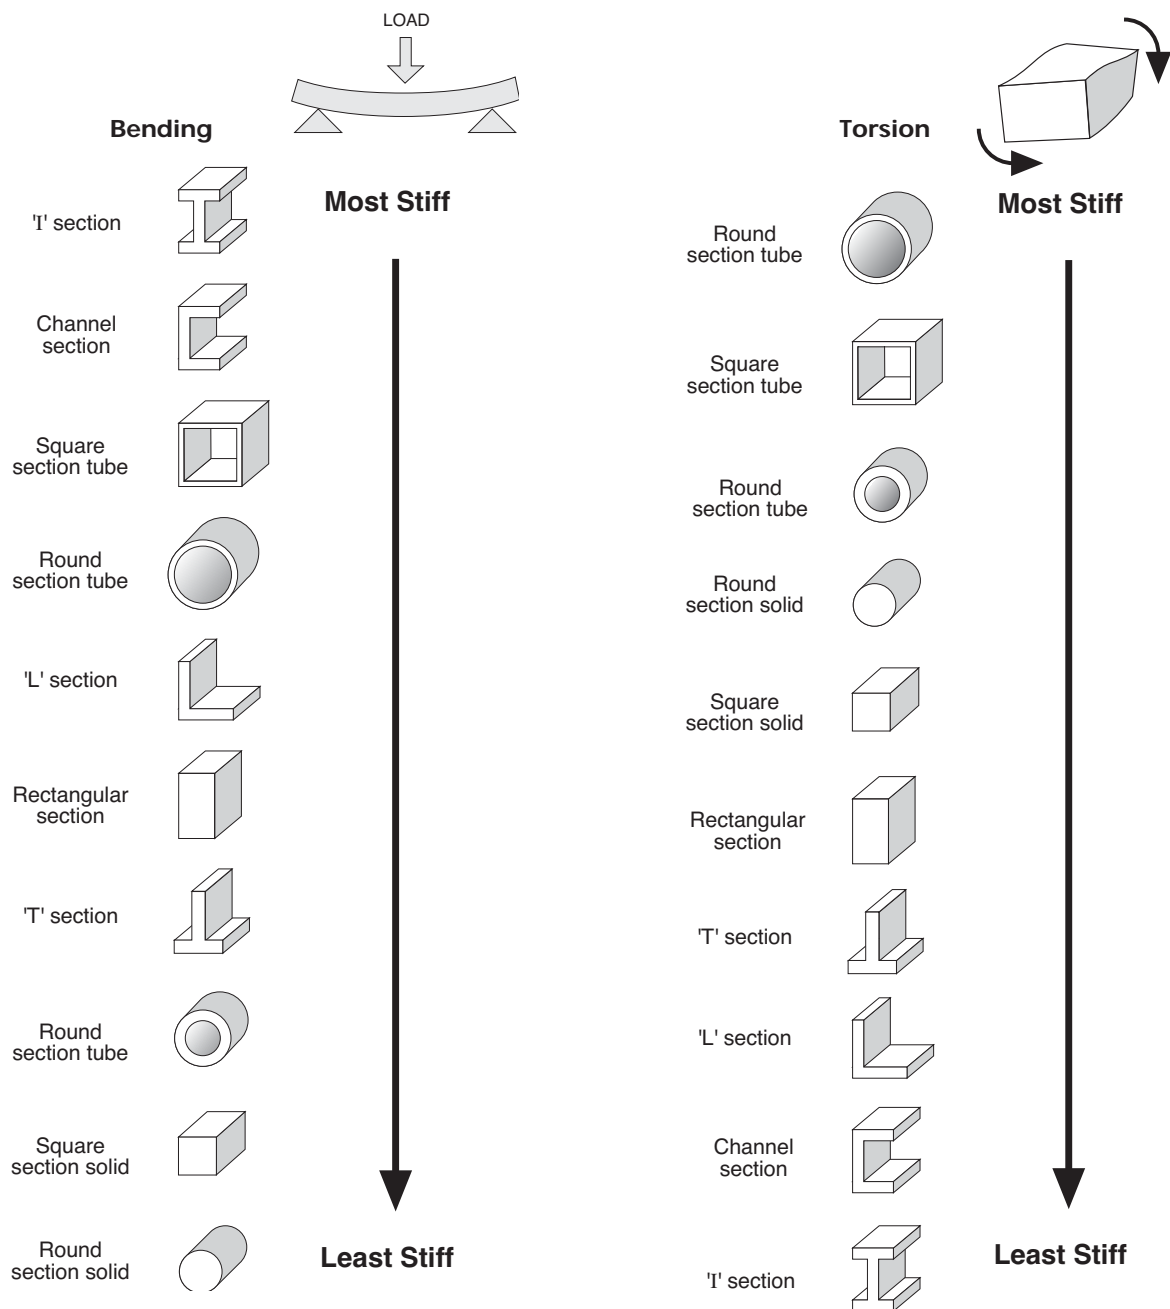 LOAD
Bending
Most Stiff
'I' section
Channel
section
Square
section tube
Round
section tube
'L' section
Rectangular
section
'T' section
Round
section tube
Square
section solid
Round
section solid
Least Stiff
Torsion
Most Stiff
Round
section tube
Square
section tube
Round
section tube
Round
section solid
Square
section solid
Rectangular
section
'T' section
'L' section
Channel
section
'I' section
Least Stiff